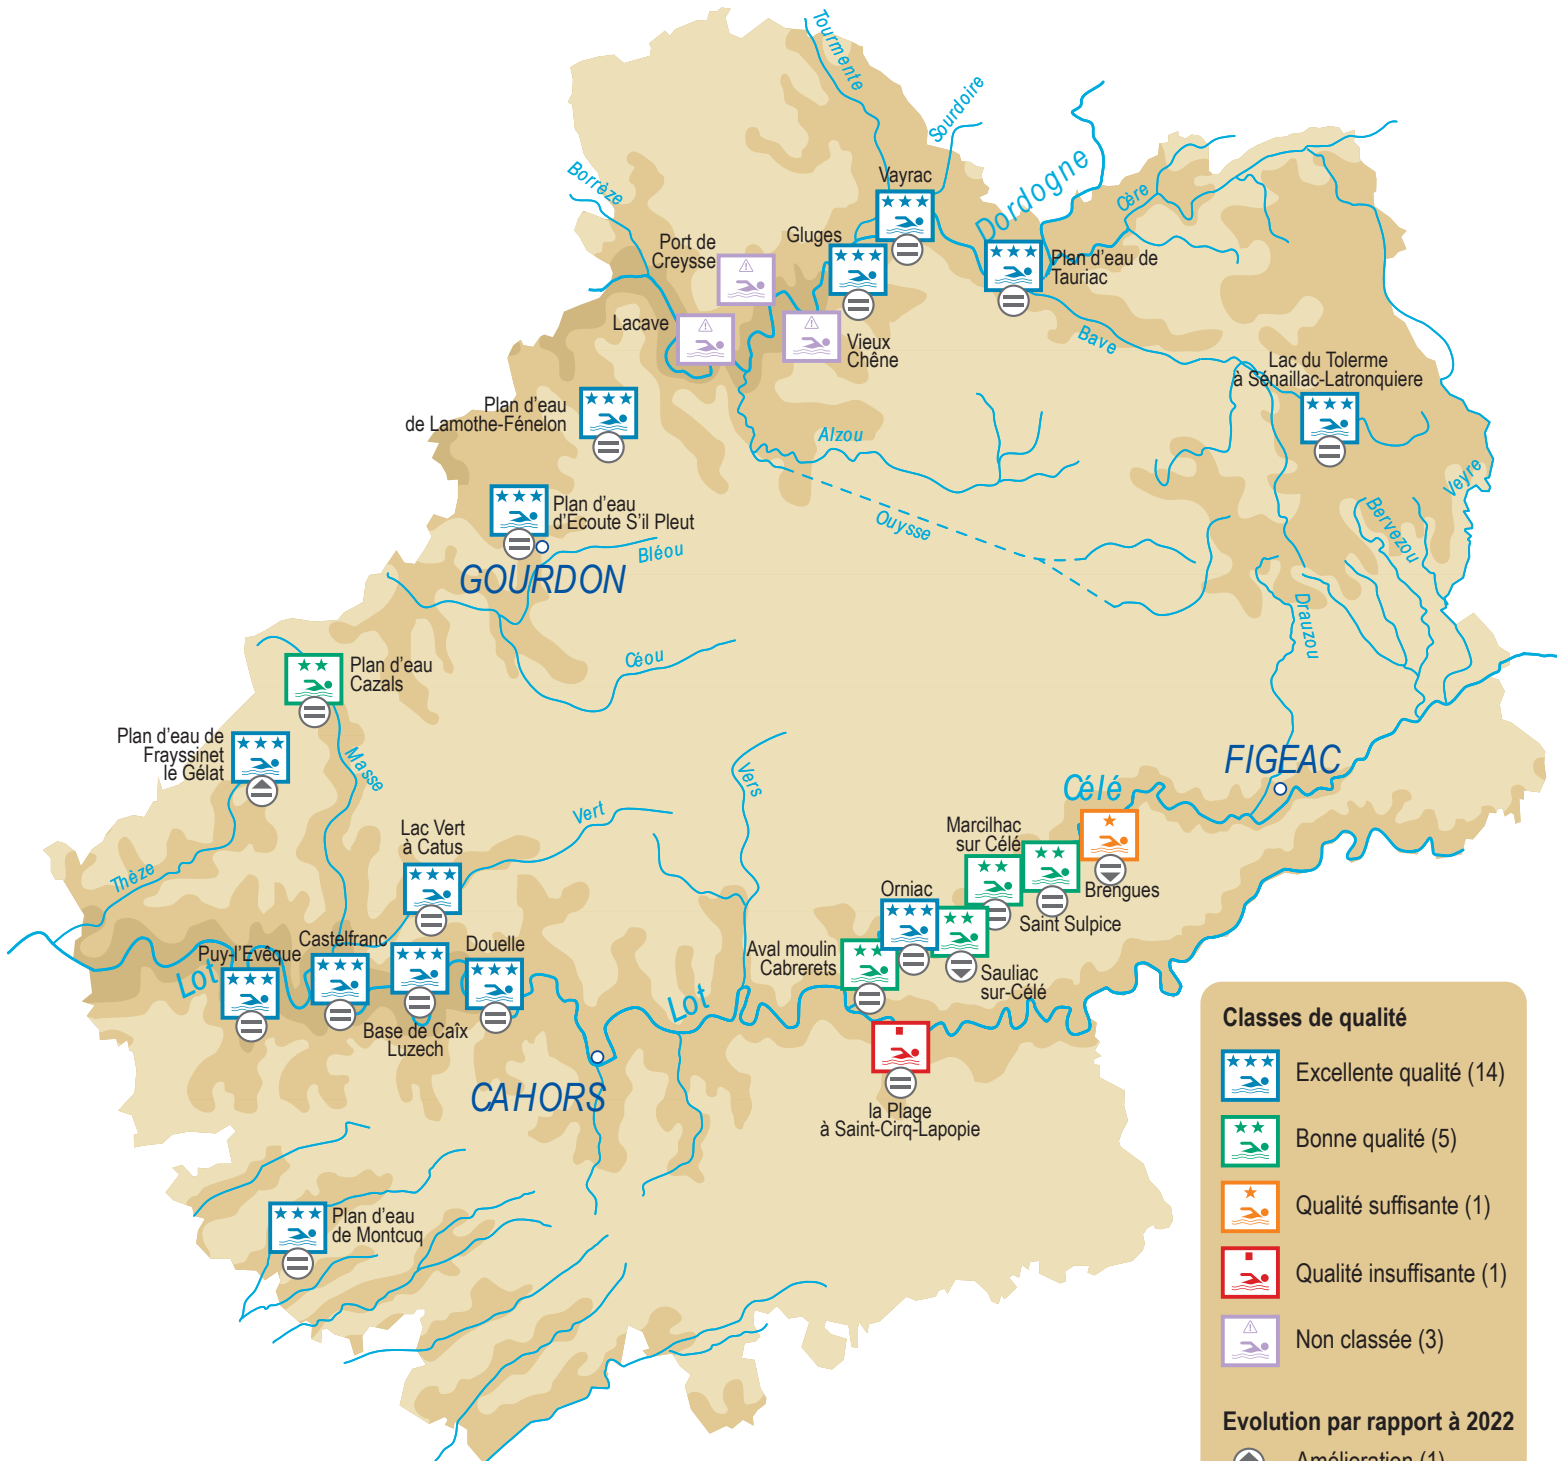 Tourmente
Sourdoire
Borrèze
Vayrac
Dordogne
Cère
Port de
Creysse
Gluges
Plan d'eau de
Tauriac
Lacave
Vieux
Chêne
Bave
Lac du Tolerme
à Sénaillac-Latronquiere
Plan d'eau
de Lamothe-Fénelon
Alzou
Veyre
Bervezou
Plan d'eau
d'Ecoute S'il Pleut
Ouysse
Bléou
GOURDON
Drauzou
Céou
Plan d'eau
Cazals
Plan d'eau de
Frayssinet
le Gélat
Masse
Vers
FIGEAC
Célé
Vert
Lac Vert
à Catus
Marcilhac
sur Célé
Thèze
Orniac
Brengues
Saint Sulpice
Castelfranc
Douelle
Puy-l'Evêque
Aval moulin
Cabrerets
Sauliac
sur-Célé
Lot
Lot
Base de Caîx
Luzech
CAHORS
la Plage
à Saint-Cirq-Lapopie
Plan d'eau
de Montcuq
Classes de qualité
Excellente qualité (14)
Bonne qualité (5)
Qualité suffisante (1)
Qualité insuffisante (1)
Non classée (3)
Evolution par rapport à 2022
Amélioration (1)